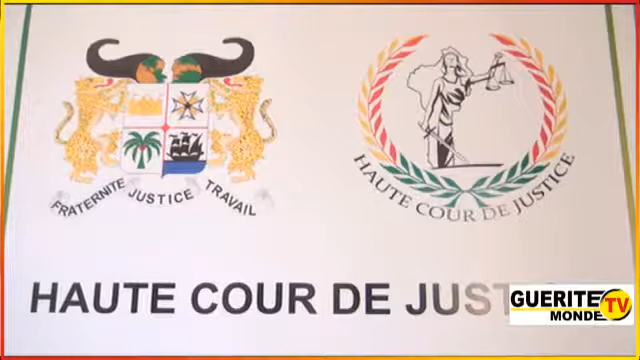 FRATERNITE JUSTICE TRAVAIL
HAUTE COUR DE JUSTICE
HAUTE COUR DE JUST
GUERITE TV
MONDE